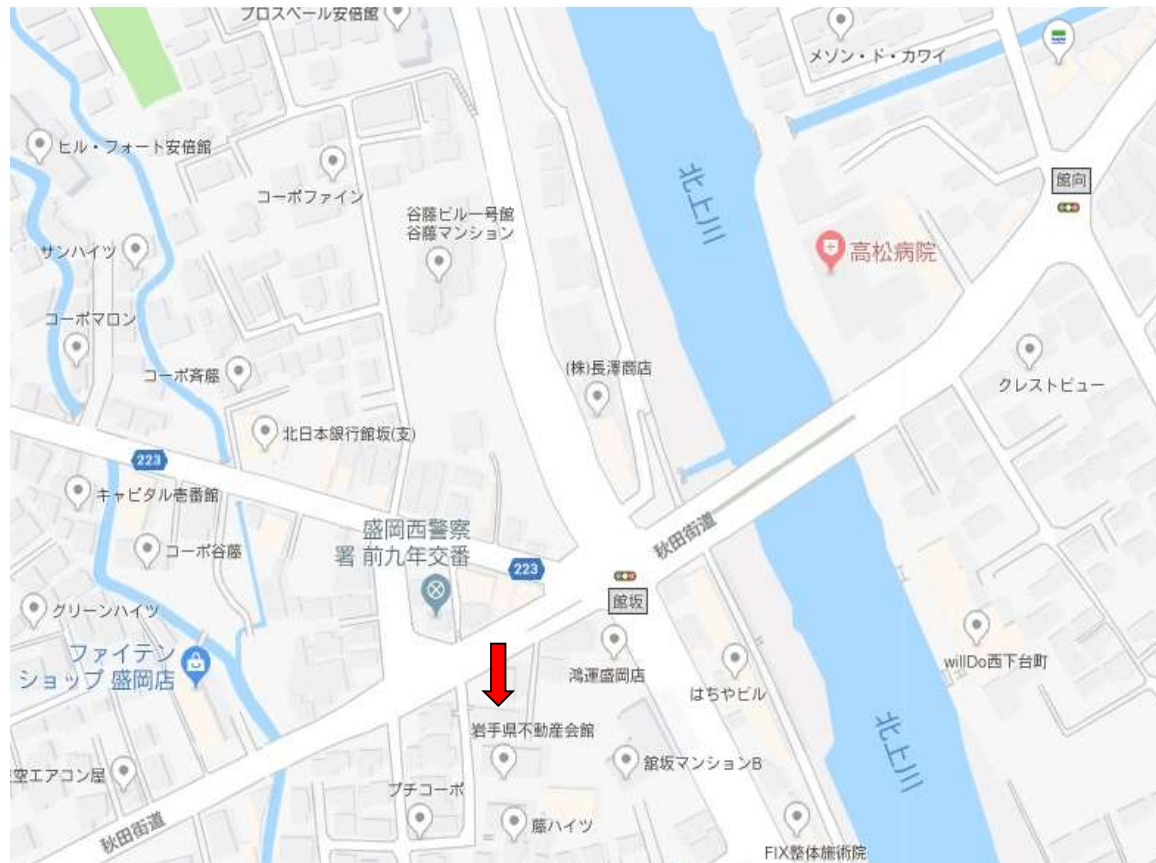 プロスペール安倍館
メゾン・ド・カワイ
ヒル・フォート安倍館
館向
コーポファイン
北上川
谷藤ビル一号館
谷藤マンション
サンハイツ
高松病院
コーポマロン
(株)長澤商店
コーポ斉藤
クレストビュー
北日本銀行館坂(支)
223
キャピタル壱番館
盛岡西警察
署 前九年交番
秋田街道
コーポ谷藤
223
館坂
グリーンハイツ
ファイテン
ショップ 盛岡店
鴻運盛岡店
はちやビル
willDo西下台町
岩手県不動産会館
北上川
空エアコン屋
舘坂マンションB
プチコーポ
秋田街道
藤ハイツ
FIX整体施術院